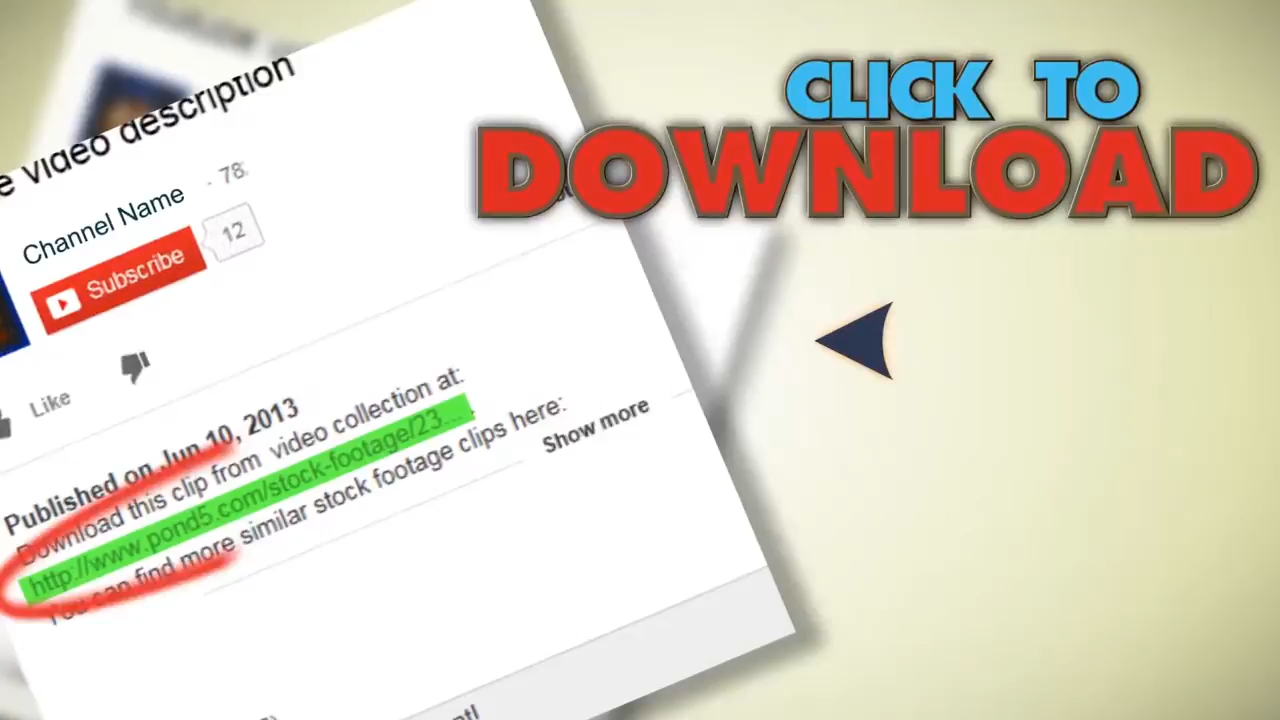 CLICK TO
DOWNLOAD
e video description
Channel Name
78
Subscribe
12
Like
Published on Jun 10, 2013
Download this clip from video collection at:
http://www.pond5.com/stock-footage/23...
You can find more similar stock footage clips here:
Show more